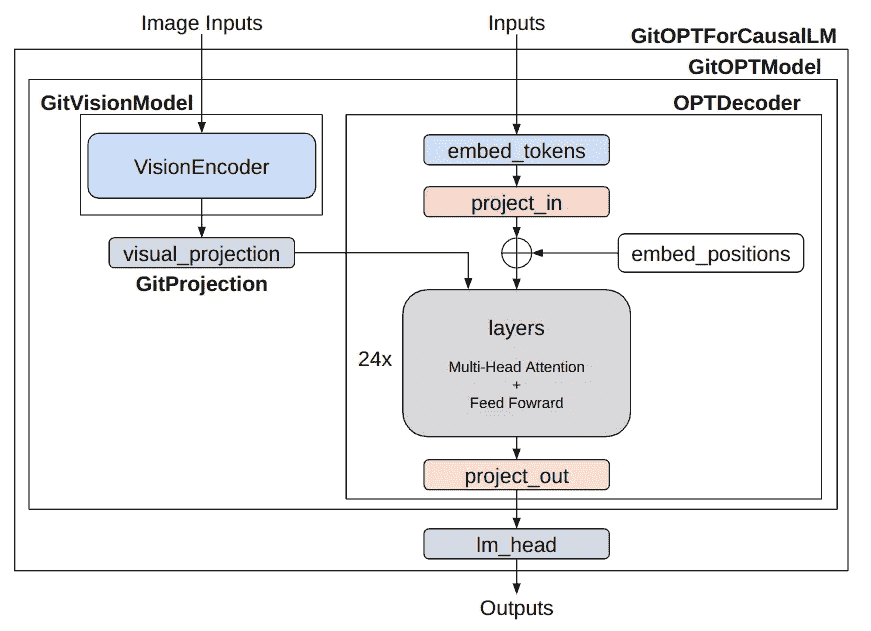 Image Inputs
Inputs
GitOPTForCausalLM
GitOPTModel
GitVisionModel
OPTDecoder
VisionEncoder
embed_tokens
project_in
visual_projection
embed_positions
GitProjection
layers
24x
Multi-Head Attention
+
Feed Fowrard
project_out
lm_head
Outputs